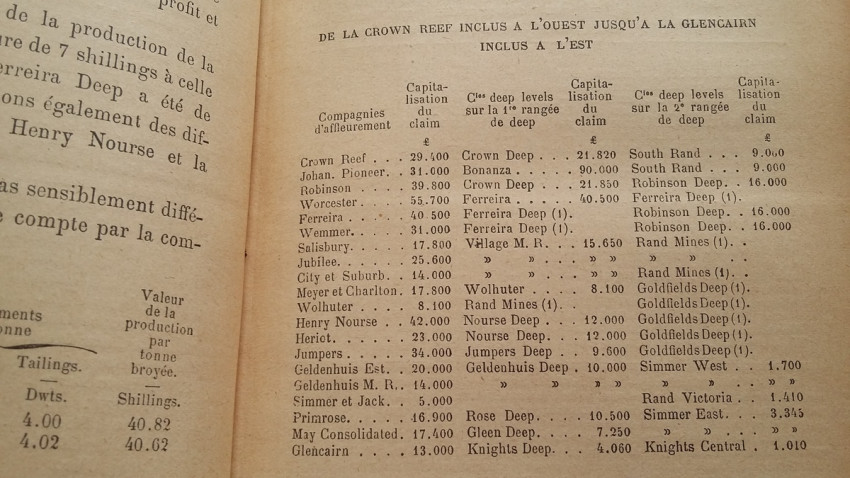 profit et
de la production de la
ure de 7 shillings à celle
erreira Deep a été de
ons également des dif-
Henry Nourse et la
as sensiblement diffé-
e compte par la com-
Valeur
de la
production
par
tonne
broyée.
ments
onne
Tailings.
Dwts. Shillings.
4.00 40.82
4.02 40.62
DE LA CROWN REEF INCLUS A L'OUEST JUSQU'A LA GLENCAIRN
INCLUS A L'EST
Compagnies d'affleurement
Capita-
lisation
du
claim
£
Cies deep levels
sur la 1re rangée
de deep
Capita-
lisation
du
claim
£
Cies deep levels
sur la 2e rangée
de deep
Capita-
lisation
du
claim
£
Crown Reef . . . 29.400 Crown Deep . . . 21.820 South Rand . . . 9.000
Johan. Pioneer. . . 31.000 Bonanza . . . . . 90.000 South Rand . . . 9.000
Robinson . . . . . 39.800 Crown Deep . . . 21.850 Robinson Deep. . 16.000
Worcester . . . . 55.700 Ferreira . . . . . 40.500 Ferreira Deep (1).
Ferreira . . . . . 40.500 Ferreira Deep (1). Robinson Deep. . 16.000
Wemmer. . . . . 31.000 Ferreira Deep (1). Robinson Deep. . 16.000
Salisbury. . . . . 17.800 Village M. R. . . 15.650 Rand Mines (1). .
Jubilee. . . . . . 25.600 » » . . . » » » » . .
City et Suburb. . . 14.000 » » . . . » » Rand Mines (1).
Meyer et Charlton. 17.800 Wolhuter . . . . 8.100 Goldfields Deep (1).
Wolhuter . . . . 8.100 Rand Mines (1). . Goldfields Deep (1).
Henry Nourse . . 42.000 Nourse Deep . . . 12.000 Goldfields Deep (1).
Heriot. . . . . . 23.000 Nourse Deep. . . 12.000 Goldfields Deep (1).
Jumpers . . . . . 34.000 Jumpers Deep . . 9.600 Goldfields Deep (1).
Geldenhuis Est. . . 20.000 Geldenhuis Deep . 10.000 Simmer West . . 1.700
Geldenhuis M. R. . 14.000 » » » » » » . . » »
Simmer et Jack. . . 5.000 Rand Victoria . . 1.410
Primrose. . . . . 16.900 Rose Deep. . . . 10.500 Simmer East. . . 3.345
May Consolidated. 17.400 Gleen Deep. . . . 7.250 » » . . » »
Glencairn . . . . 13.000 Knights Deep. . . 4.060 Knights Central . 1.010